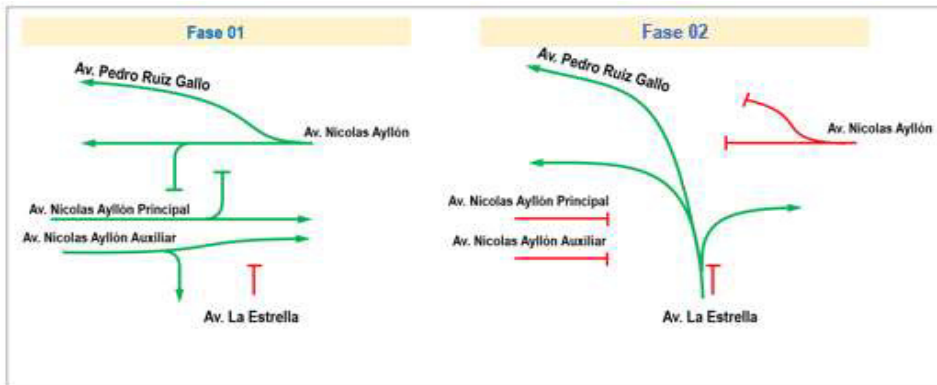 Fase 01
Av. Pedro Ruiz Gallo
Av. Nicolas Ayllón
Av. Nicolas Ayllón Principal
Av. Nicolas Ayllón Auxiliar
Av. La Estrella
Fase 02
Av. Pedro Ruiz Gallo
Av. Nicolas Ayllón
Av. Nicolas Ayllón Principal
Av. Nicolas Ayllón Auxiliar
Av. La Estrella